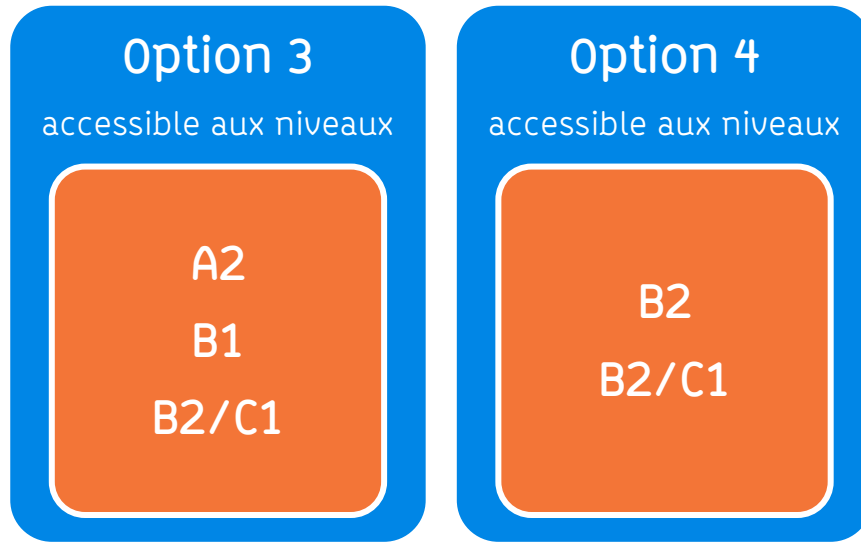 Option 3
accessible aux niveaux
A2
B1
B2/C1
Option 4
accessible aux niveaux
B2
B2/C1